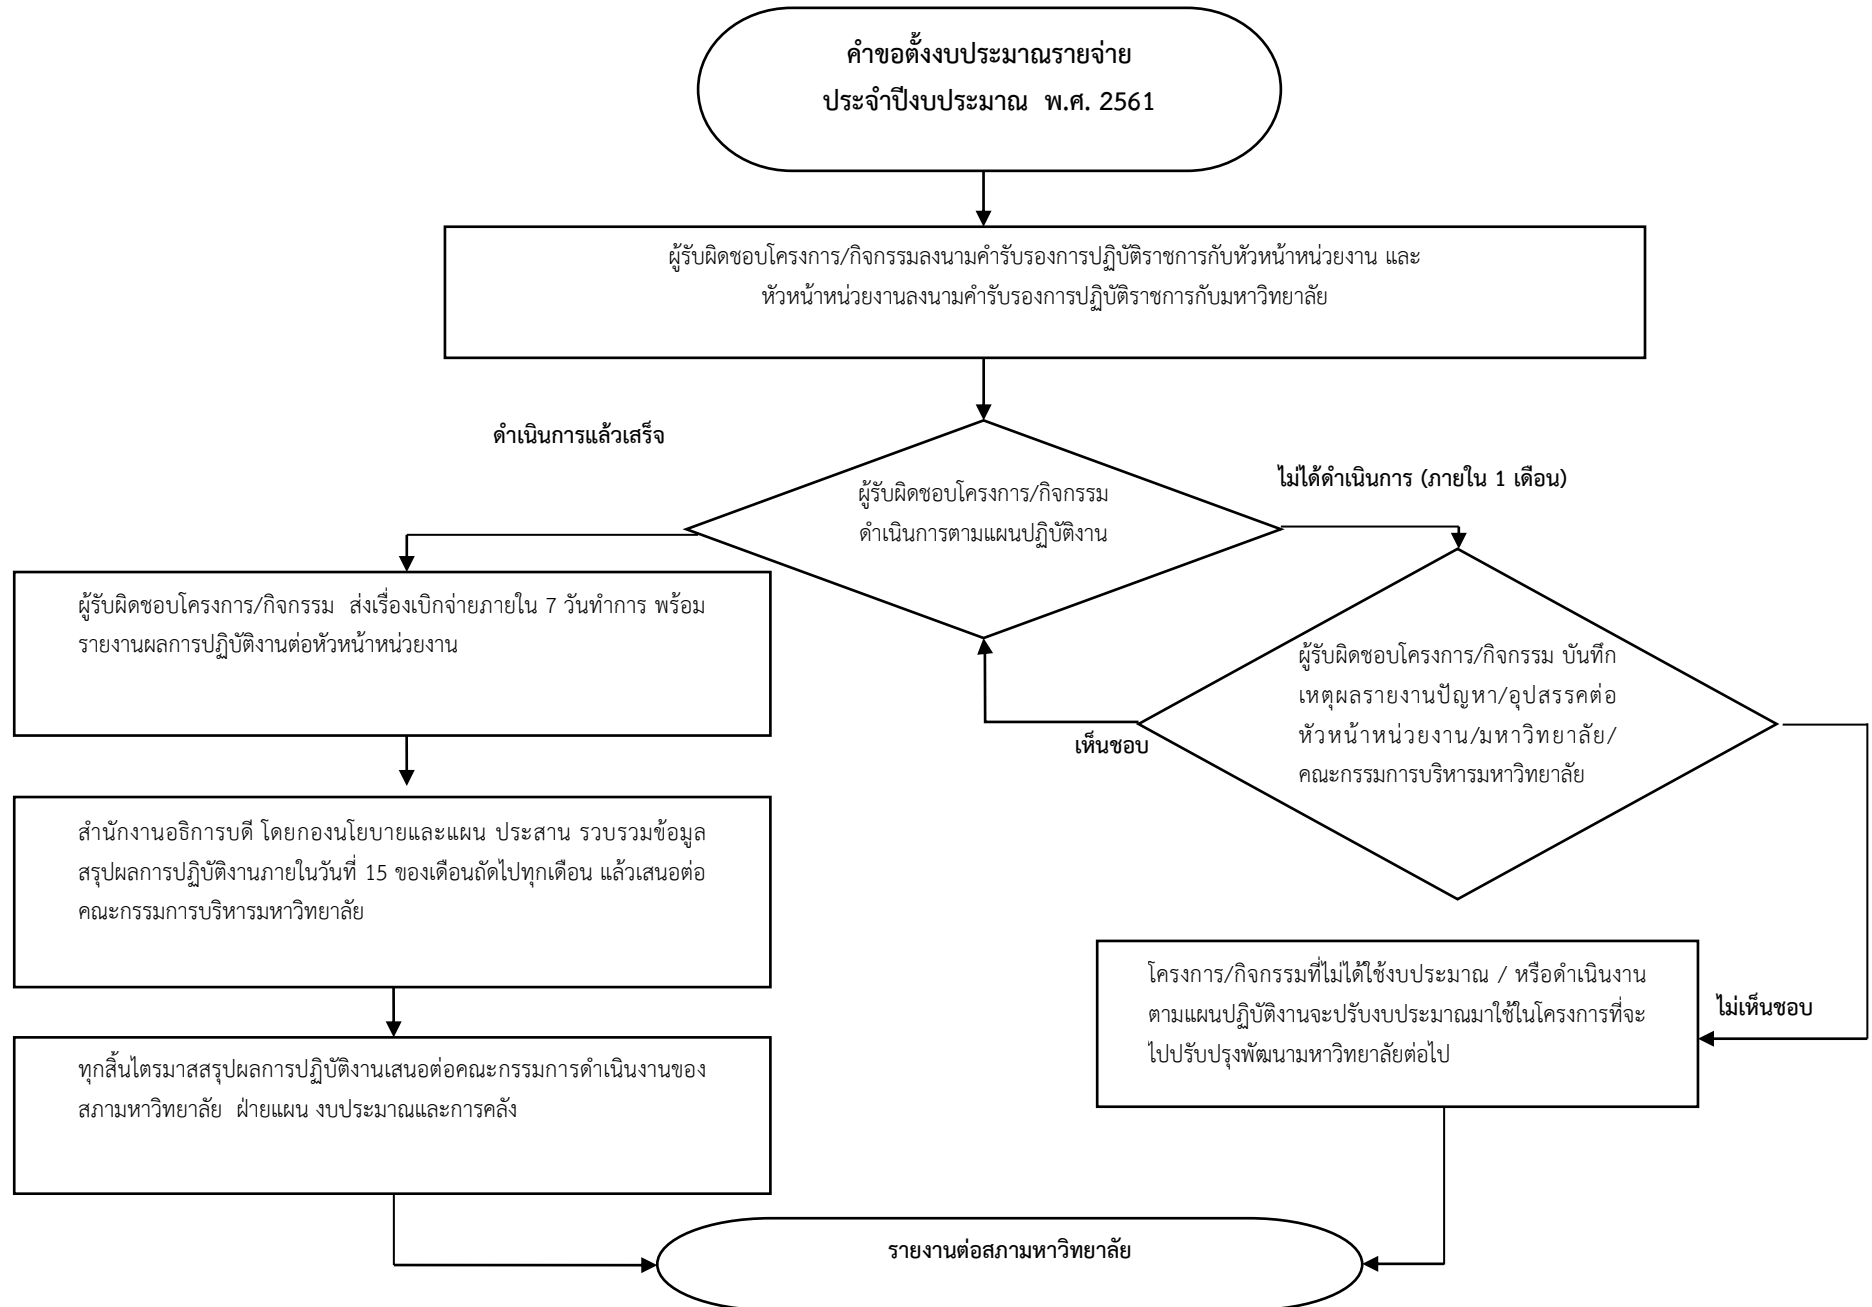 คำขอตั้งงบประมาณรายจ่าย
ประจำปีงบประมาณ พ.ศ. 2561
ผู้รับผิดชอบโครงการ/กิจกรรมลงนามคำรับรองการปฏิบัติราชการกับหัวหน้าหน่วยงาน และ
หัวหน้าหน่วยงานลงนามคำรับรองการปฏิบัติราชการกับมหาวิทยาลัย
ดำเนินการแล้วเสร็จ
ไม่ได้ดำเนินการ (ภายใน 1 เดือน)
ผู้รับผิดชอบโครงการ/กิจกรรม
ดำเนินการตามแผนปฏิบัติงาน
ผู้รับผิดชอบโครงการ/กิจกรรม ส่งเรื่องเบิกจ่ายภายใน 7 วันทำการ พร้อม
รายงานผลการปฏิบัติงานต่อหัวหน้าหน่วยงาน
ผู้รับผิดชอบโครงการ/กิจกรรม บันทึก
เหตุผลรายงานปัญหา/อุปสรรคต่อ
หัวหน้าหน่วยงาน/มหาวิทยาลัย/
คณะกรรมการบริหารมหาวิทยาลัย
เห็นชอบ
สำนักงานอธิการบดี โดยกองนโยบายและแผน ประสาน รวบรวมข้อมูล
สรุปผลการปฏิบัติงานภายในวันที่ 15 ของเดือนถัดไปทุกเดือน แล้วเสนอต่อ
คณะกรรมการบริหารมหาวิทยาลัย
โครงการ/กิจกรรมที่ไม่ได้ใช้งบประมาณ / หรือดำเนินงาน
ตามแผนปฏิบัติงานจะปรับงบประมาณมาใช้ในโครงการที่จะ
ไปปรับปรุงพัฒนามหาวิทยาลัยต่อไป
ไม่เห็นชอบ
ทุกสิ้นไตรมาสสรุปผลการปฏิบัติงานเสนอต่อคณะกรรมการดำเนินงานของ
สภามหาวิทยาลัย ฝ่ายแผน งบประมาณและการคลัง
รายงานต่อสภามหาวิทยาลัย